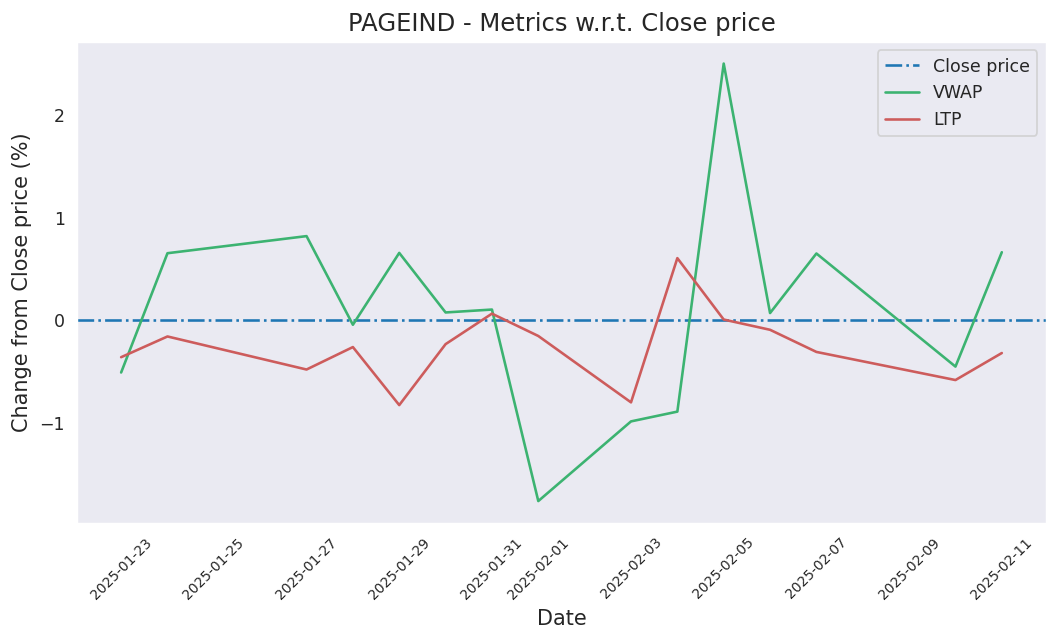 PAGEIND - Metrics w.r.t. Close price
Close price
VWAP
LTP
Change from Close price (%)
2
1
0
−1
2025-01-23
2025-01-25
2025-01-27
2025-01-29
2025-01-31
2025-02-01
2025-02-03
2025-02-05
2025-02-07
2025-02-09
2025-02-11
Date